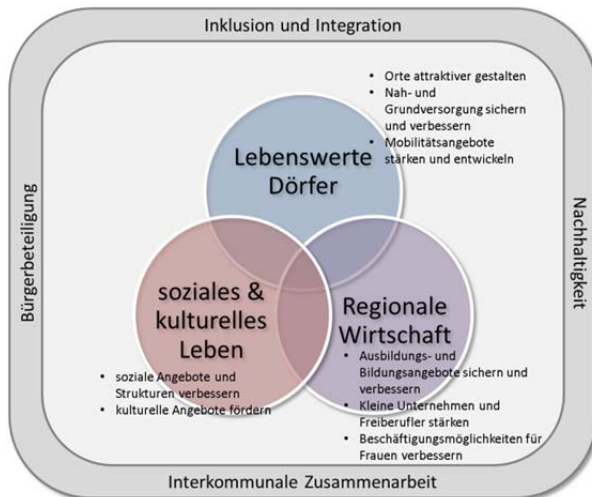 Inklusion und Integration
• Orte attraktiver gestalten
• Nah- und
Grundversorgung sichern
und verbessern
• Mobilitätsangebote
stärken und entwickeln
Lebenswerte
Dörfer
Bürgerbeteiligung
Nachhaltigkeit
soziales &
kulturelles
Leben
• soziale Angebote und
Strukturen verbessern
• kulturelle Angebote fördern
Regionale
Wirtschaft
• Ausbildungs- und
Bildungsangebote sichern und
verbessern
• Kleine Unternehmen und
Freiberufler stärken
• Beschäftigungsmöglichkeiten für
Frauen verbessern
Interkommunale Zusammenarbeit